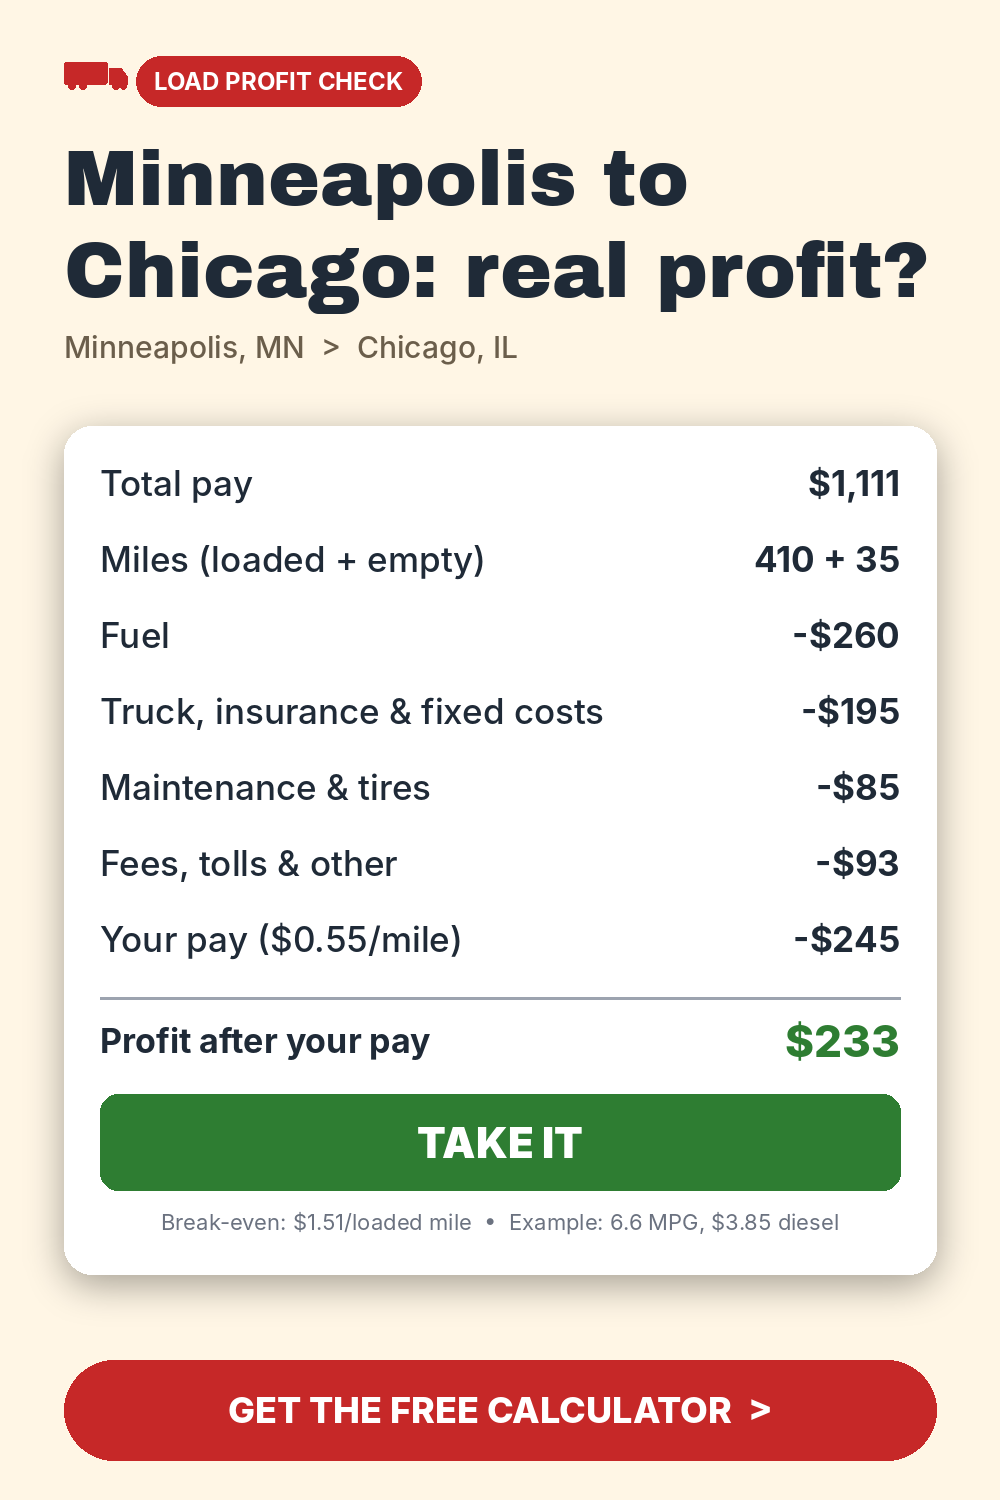 LOAD PROFIT CHECK
Minneapolis to
Chicago: real profit?
Minneapolis, MN > Chicago, IL
Total pay $1,111
Miles (loaded + empty) 410 + 35
Fuel -$260
Truck, insurance & fixed costs -$195
Maintenance & tires -$85
Fees, tolls & other -$93
Your pay ($0.55/mile) -$245
Profit after your pay $233
TAKE IT
Break-even: $1.51/loaded mile • Example: 6.6 MPG, $3.85 diesel
GET THE FREE CALCULATOR >